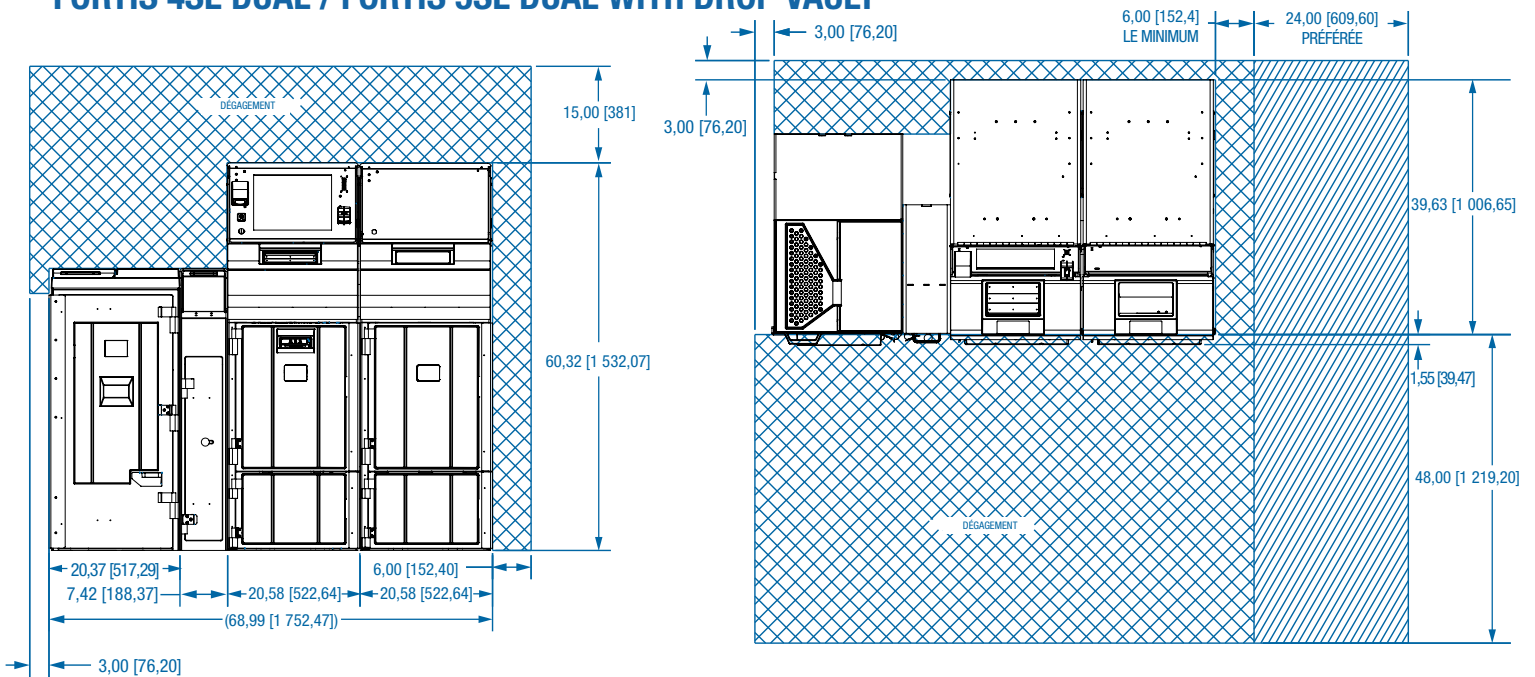 FORTIS 4SE DUAL / FORTIS 5SE DUAL WITH DROP VAULT
DÉGAGEMENT
15,00 [381]
60,32 [1 532,07]
20,37 [517,29]
6,00 [152,40]
7,42 [188,37]
20,58 [522,64]
20,58 [522,64]
(68,99 [1 752,47])
3,00 [76,20]
3,00 [76,20]
6,00 [152,4]
LE MINIMUM
24,00 [609,60]
PRÉFÉRÉE
3,00 [76,20]
39,63 [1 006,65]
1,55 [39,47]
48,00 [1 219,20]
DÉGAGEMENT